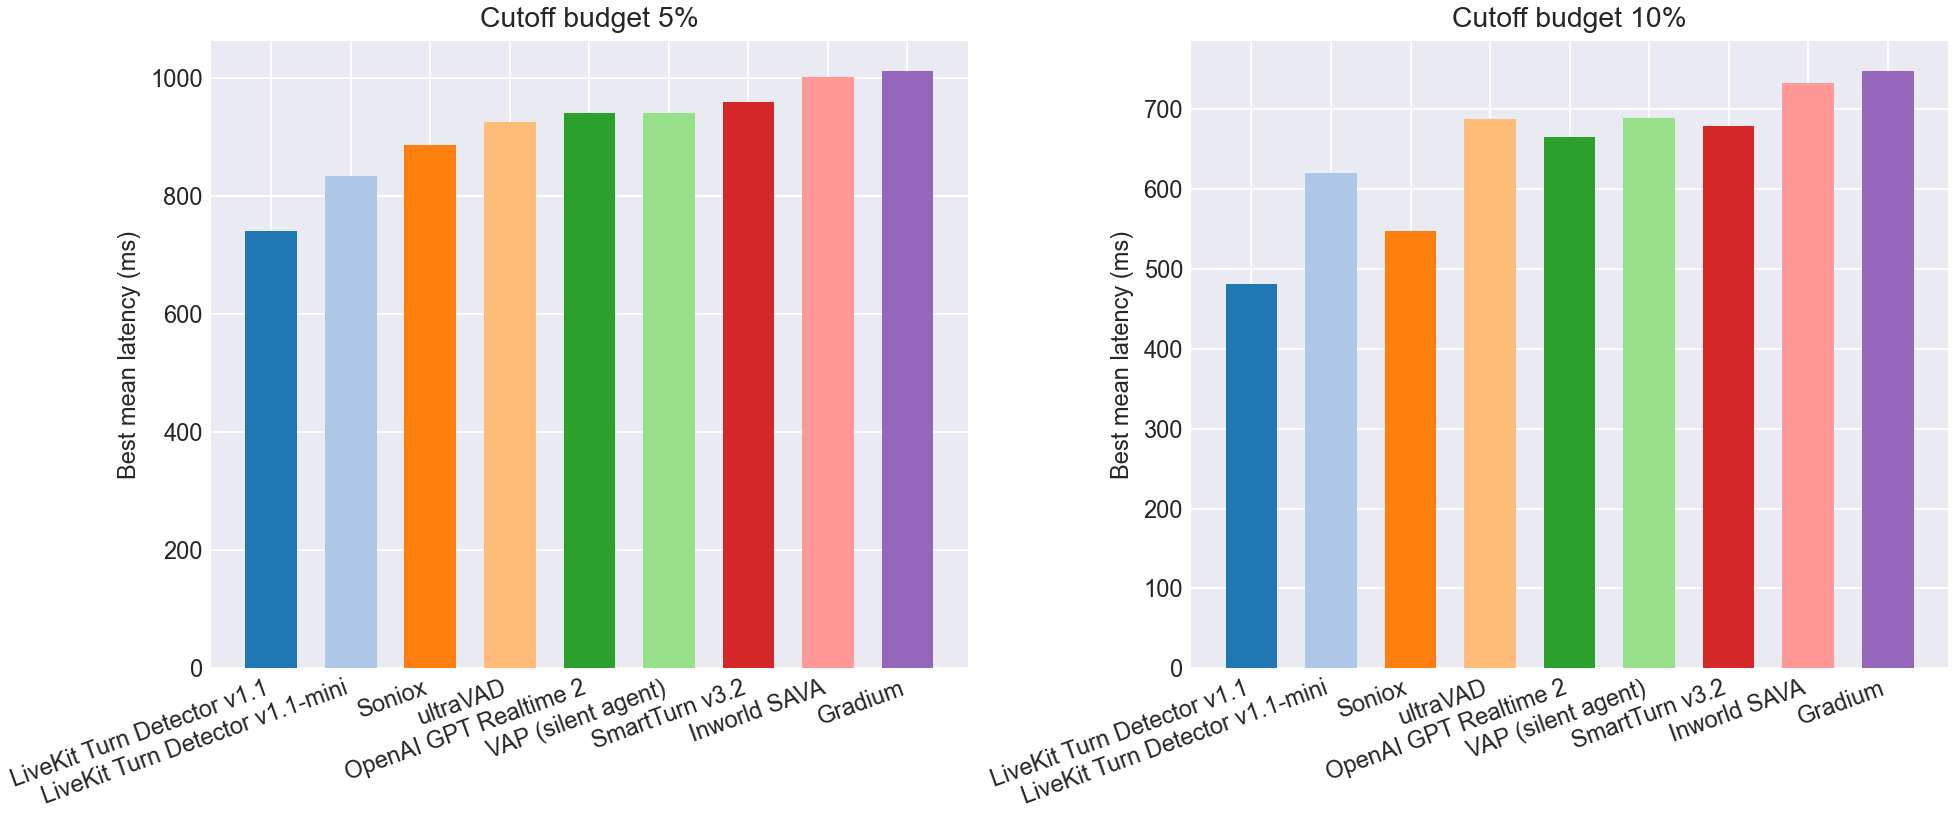 Cutoff budget 5%
Best mean latency (ms)
1000
800
600
400
200
0
LiveKit Turn Detector v1.1
LiveKit Turn Detector v1.1-mini
Soniox
ultraVAD
OpenAI GPT Realtime 2
VAP (silent agent)
SmartTurn v3.2
Inworld SAVA
Gradium
Cutoff budget 10%
Best mean latency (ms)
700
600
500
400
300
200
100
0
LiveKit Turn Detector v1.1
LiveKit Turn Detector v1.1-mini
Soniox
ultraVAD
OpenAI GPT Realtime 2
VAP (silent agent)
SmartTurn v3.2
Inworld SAVA
Gradium